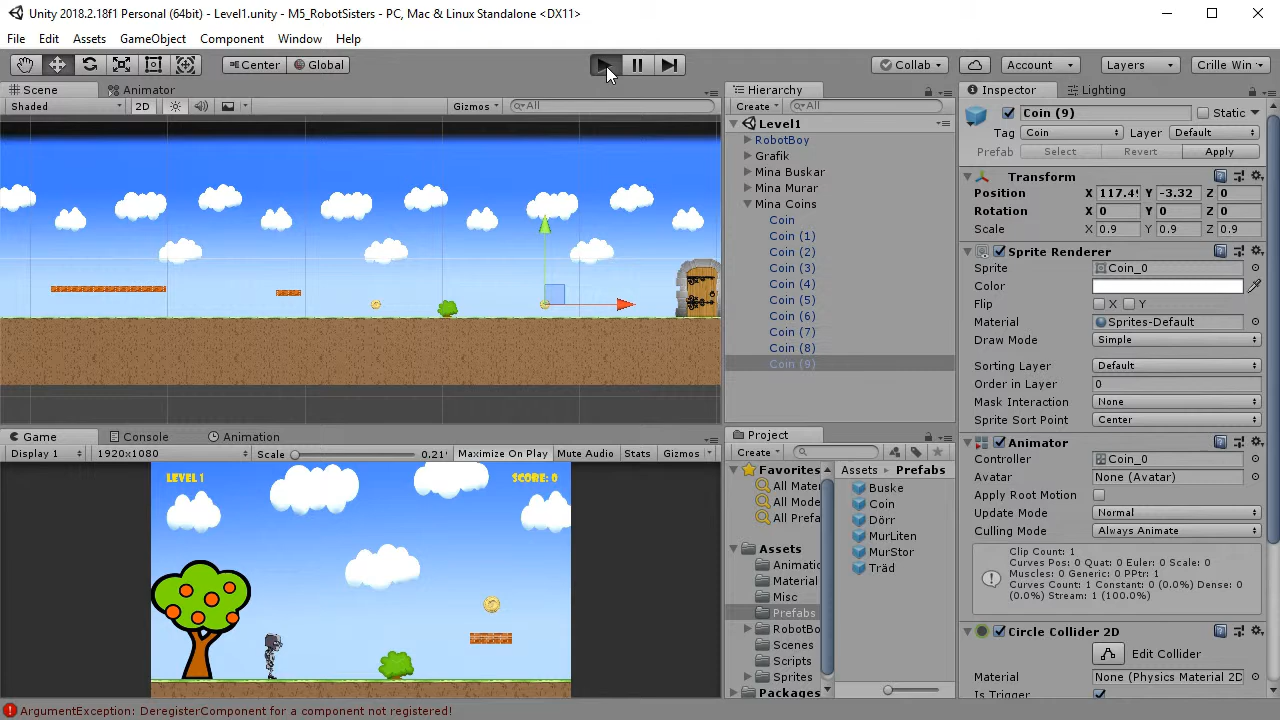 Unity 2018.2.18f1 Personal (64bit) - Level1.unity - M5_RobotSisters - PC, Mac & Linux Standalone <DX11>
File Edit Assets GameObject Component Window Help
Center Global Collab Account Layers Crille Win
Scene Animator
Shaded 2D Gizmos All
Hierarchy
Create All
Level1
RobotBoy
Grafik
Mina Buskar
Mina Murar
Mina Coins
Coin
Coin (1)
Coin (2)
Coin (3)
Coin (4)
Coin (5)
Coin (6)
Coin (7)
Coin (8)
Coin (9)
Inspector Lighting
Coin (9) Static
Tag Coin Layer Default
Prefab Select Revert Apply
Transform
Position X 117.4 Y -3.32 Z 0
Rotation X 0 Y 0 Z 0
Scale X 0.9 Y 0.9 Z 0.9
Sprite Renderer
Sprite Coin_0
Color
Flip X Y
Material Sprites-Default
Draw Mode Simple
Sorting Layer Default
Order in Layer 0
Mask Interaction None
Sprite Sort Point Center
Animator
Controller Coin_0
Avatar None (Avatar)
Apply Root Motion
Update Mode Normal
Culling Mode Always Animate
Clip Count: 1
Curves Pos: 0 Quat: 0 Euler: 0 Scale: 0
Muscles: 0 Generic: 0 PPtr: 1
Curves Count: 1 Constant: 0 (0.0%) Dense: 0
(0.0%) Stream: 1 (100.0%)
Circle Collider 2D
Edit Collider
Material None (Physics Material 2D
Is Trigger
Game Console Animation
Display 1 1920x1080 Scale 0.21 Maximize On Play Mute Audio Stats Gizmos
LEVEL 1 SCORE: 0
Project
Create
Favorites
All Mater
All Mode
All Prefa
Assets
Animatic
Material
Misc
Prefabs
RobotBo
Scenes
Scripts
Sprites
Packages
Assets Prefabs
Buske
Coin
Dörr
MurLiten
MurStor
Träd
ArgumentException: DeregisterComponent for a component not registered!